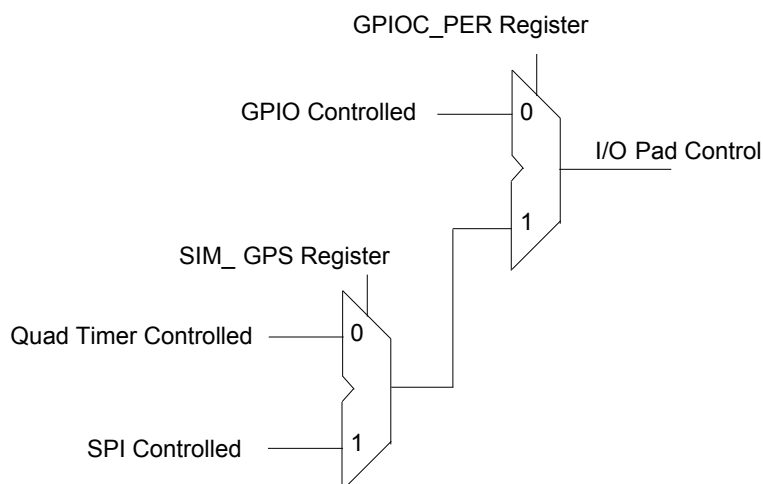 GPIOC_PER Register
GPIO Controlled
0
I/O Pad Control
1
SIM_ GPS Register
Quad Timer Controlled
0
SPI Controlled
1